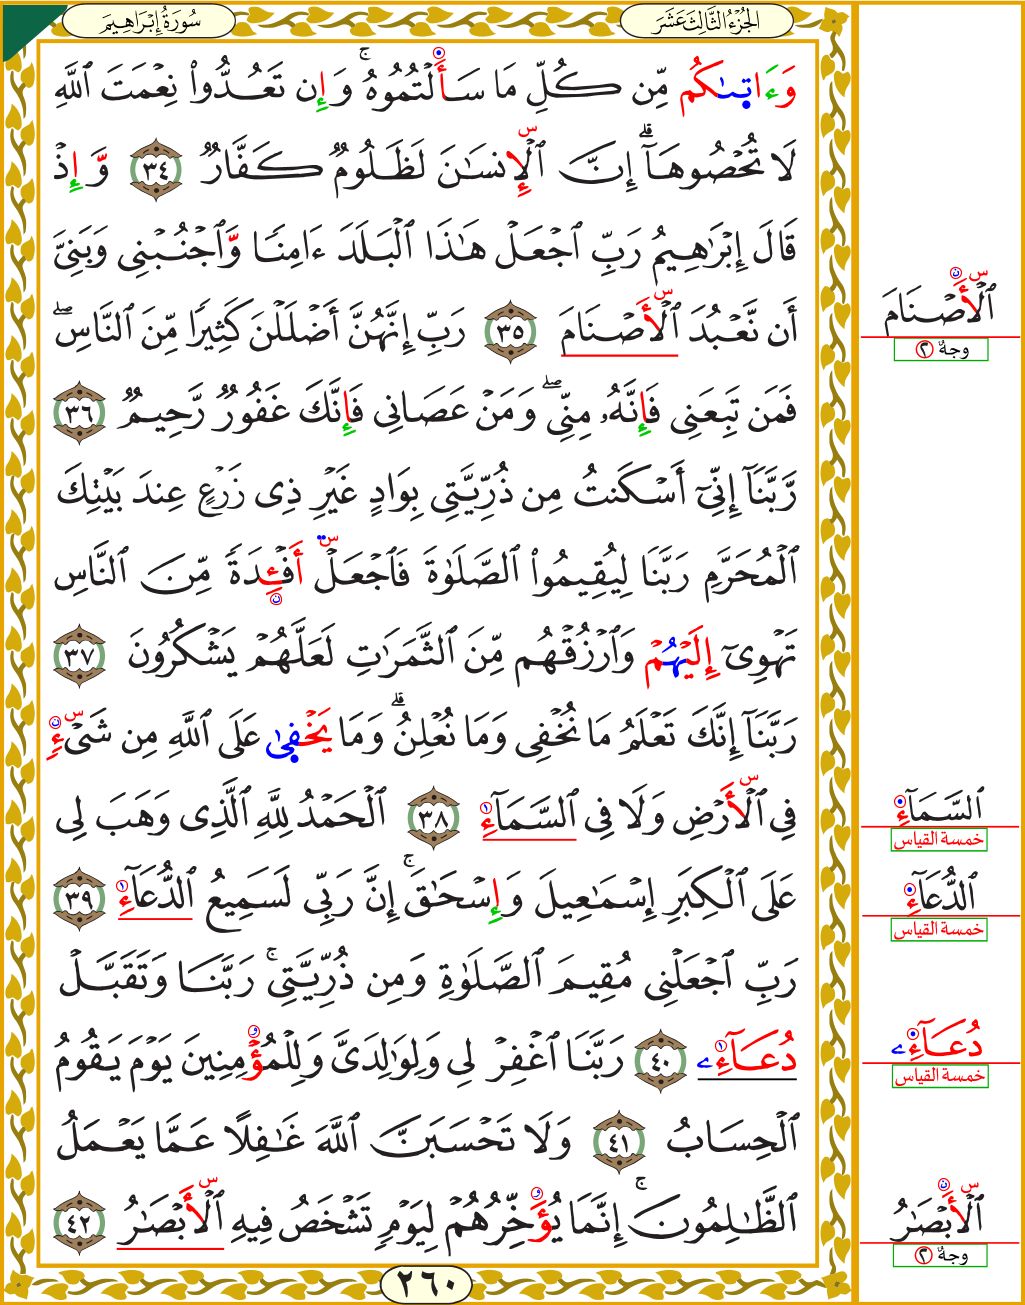 سُورَةُ إِبْرَاهِيمَ
الجُزْءُ الثَّالِثَ عَشَرَ
وَءَاتىٰكُم مِّن كُلِّ مَا سَأَلْتُمُوهُۚ وَإِن تَعُدُّواْ نِعْمَتَ ٱللَّهِ
لَا تُحْصُوهَآۗ إِنَّ ٱلْإِنسَٰنَ لَظَلُومٞ كَفَّارٞ ٣٤ وَإِذْ
قَالَ إِبْرَٰهِيمُ رَبِّ ٱجْعَلْ هَٰذَا ٱلْبَلَدَ ءَامِنٗا وَّٱجْنُبْنِى وَبَنِىَّ
أَن نَّعْبُدَ ٱلْأَصْنَامَ ٣٥ رَبِّ إِنَّهُنَّ أَضْلَلْنَ كَثِيرٗا مِّنَ ٱلنَّاسِۖ
فَمَن تَبِعَنِى فَإِنَّهُۥ مِنِّىۖ وَمَنْ عَصَانِى فَإِنَّكَ غَفُورٞ رَّحِيمٞ ٣٦
رَّبَّنَآ إِنِّىٓ أَسْكَنتُ مِن ذُرِّيَّتِى بِوَادٍ غَيْرِ ذِى زَرْعٍ عِندَ بَيْتِكَ
ٱلْمُحَرَّمِ رَبَّنَا لِيُقِيمُواْ ٱلصَّلَوٰةَ فَٱجْعَلْ أَفْـِٔدَةٗ مِّنَ ٱلنَّاسِ
تَهْوِىٓ إِلَيْهُمْ وَٱرْزُقْهُم مِّنَ ٱلثَّمَرَٰتِ لَعَلَّهُمْ يَشْكُرُونَ ٣٧
رَبَّنَآ إِنَّكَ تَعْلَمُ مَا نُخْفِى وَمَا نُعْلِنُۗ وَمَا يَخْفِىٰ عَلَى ٱللَّهِ مِن شَىْءٖ
فِى ٱلْأَرْضِ وَلَا فِى ٱلسَّمَآءِ ٣٨ ٱلْحَمْدُ لِلَّهِ ٱلَّذِى وَهَبَ لِى
عَلَى ٱلْكِبَرِ إِسْمَٰعِيلَ وَإِسْحَٰقَۚ إِنَّ رَبِّى لَسَمِيعُ ٱلدُّعَآءِ ٣٩
رَبِّ ٱجْعَلْنِى مُقِيمَ ٱلصَّلَوٰةِ وَمِن ذُرِّيَّتِىۚ رَبَّنَا وَتَقَبَّلْ
دُعَآءِے ٤٠ رَبَّنَا ٱغْفِرْ لِى وَلِوَٰلِدَىَّ وَلِلْمُؤْمِنِينَ يَوْمَ يَقُومُ
ٱلْحِسَابُ ٤١ وَلَا تَحْسَبَنَّ ٱللَّهَ غَٰفِلًا عَمَّا يَعْمَلُ
ٱلظَّٰلِمُونَۚ إِنَّمَا يُؤَخِّرُهُمْ لِيَوْمٖ تَشْخَصُ فِيهِ ٱلْأَبْصَٰرُ ٤٢
٢٦٠
ٱلْأَصْنَامَ
وجهٌ ٢
ٱلسَّمَآءِ
خمسة القياس
ٱلدُّعَآءِ
خمسة القياس
دُعَآءِے
خمسة القياس
ٱلْأَبْصَٰرُ
وجهٌ ٢